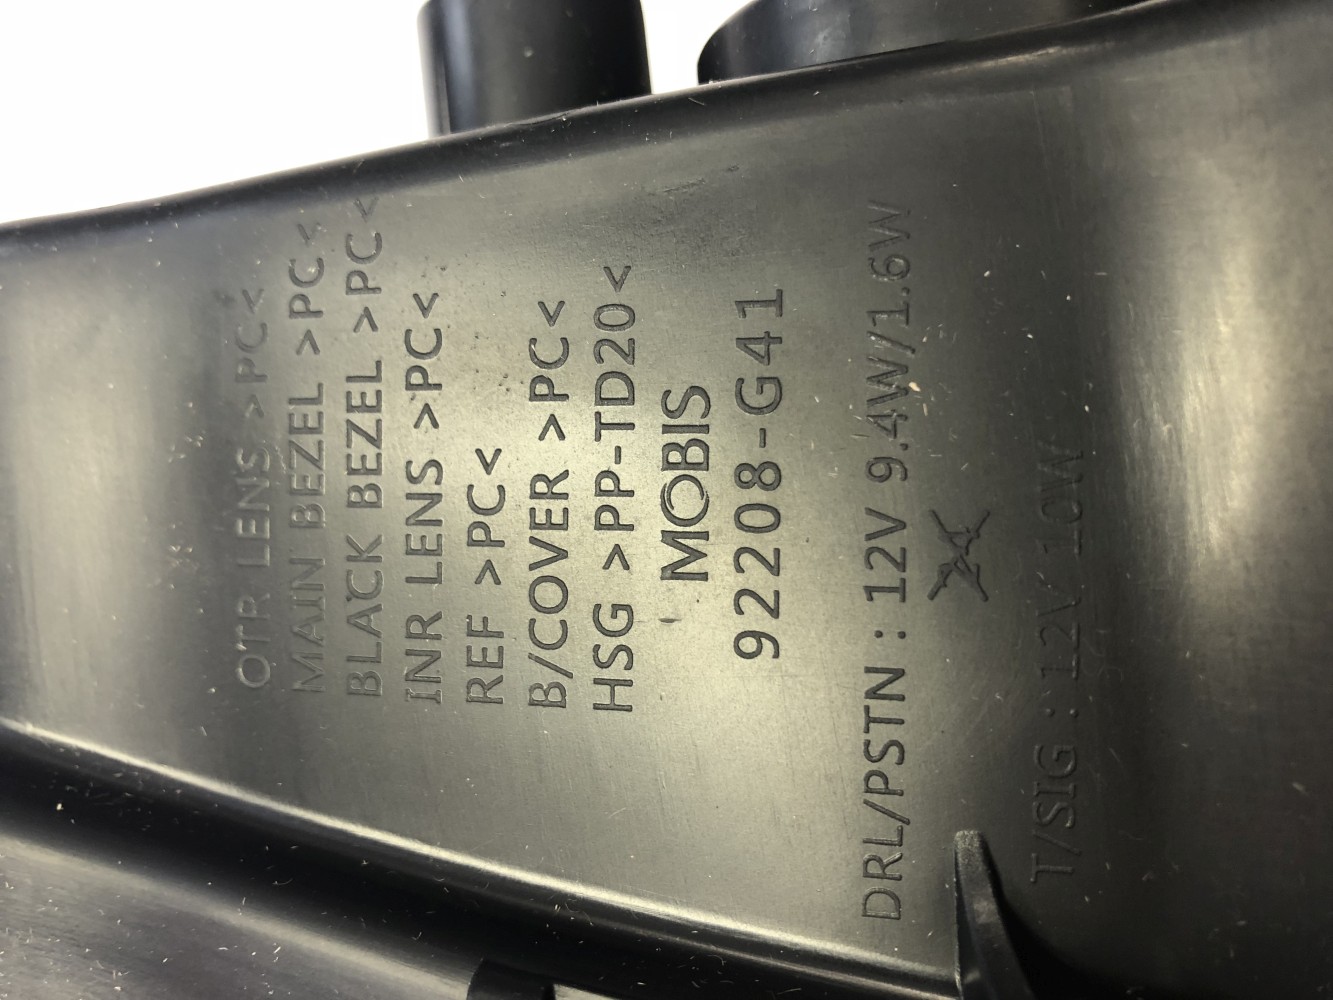 OTR LENS >PC<
MAIN BEZEL >PC<
BLACK BEZEL >PC<
INR LENS >PC<
REF >PC<
B/COVER >PC<
HSG >PP-TD20<
MOBIS
92208-G41
DRL/PSTN : 12V 9.4W/1.6W
T/SIG : 12V 10W